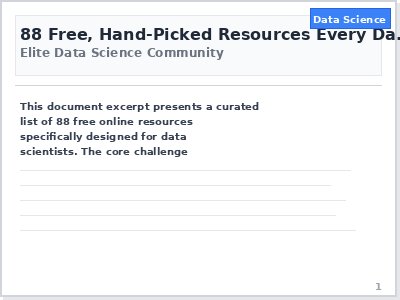 Data Science
88 Free, Hand-Picked Resources Every Da.
Elite Data Science Community
This document excerpt presents a curated
list of 88 free online resources
specifically designed for data
scientists. The core challenge
1